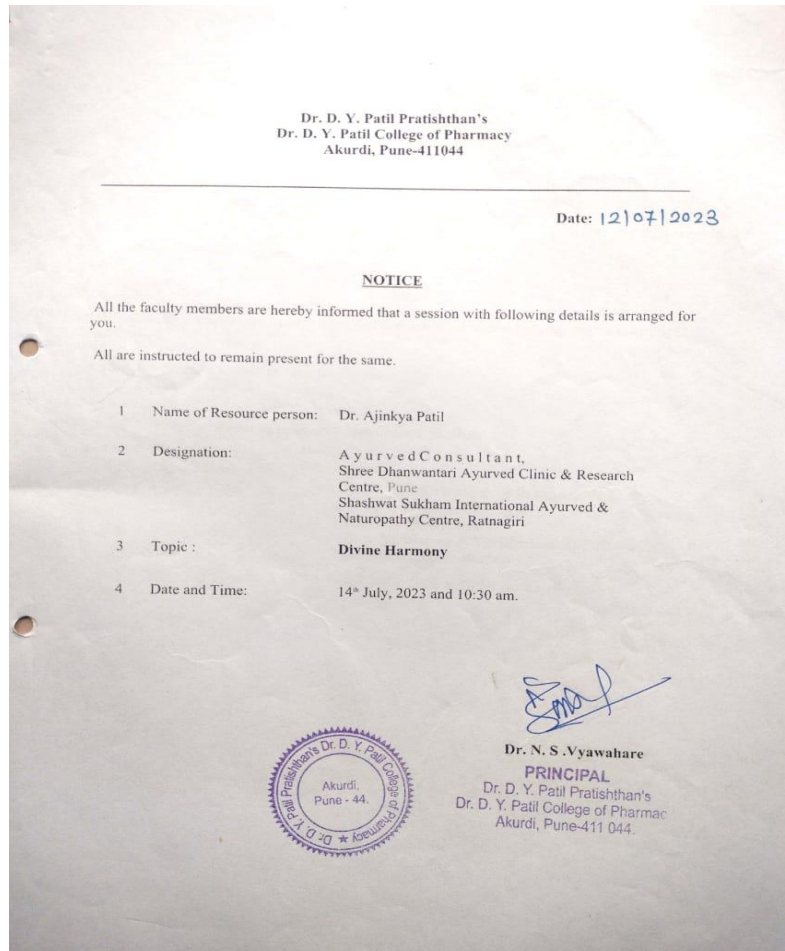 Dr. D. Y. Patil Pratishthan's
Dr. D. Y. Patil College of Pharmacy
Akurdi, Pune-411044
Date: 12/07/2023
NOTICE
All the faculty members are hereby informed that a session with following details is arranged for
you.
All are instructed to remain present for the same.
1 Name of Resource person: Dr. Ajinkya Patil
2 Designation: A y u r v e d C o n s u l t a n t,
Shree Dhanwantari Ayurved Clinic & Research
Centre, Pune
Shashwat Sukham International Ayurved &
Naturopathy Centre, Ratnagiri
3 Topic : Divine Harmony
4 Date and Time: 14th July, 2023 and 10:30 am.
Dr. N. S .Vyawahare
PRINCIPAL
Dr. D. Y. Patil Pratishthan's
Dr. D. Y. Patil College of Pharmac
Akurdi, Pune-411 044.
Dr. D. Y. Patil Pratishthan's Dr. D. Y. Patil College of Pharmacy ★
Akurdi,
Pune - 44.